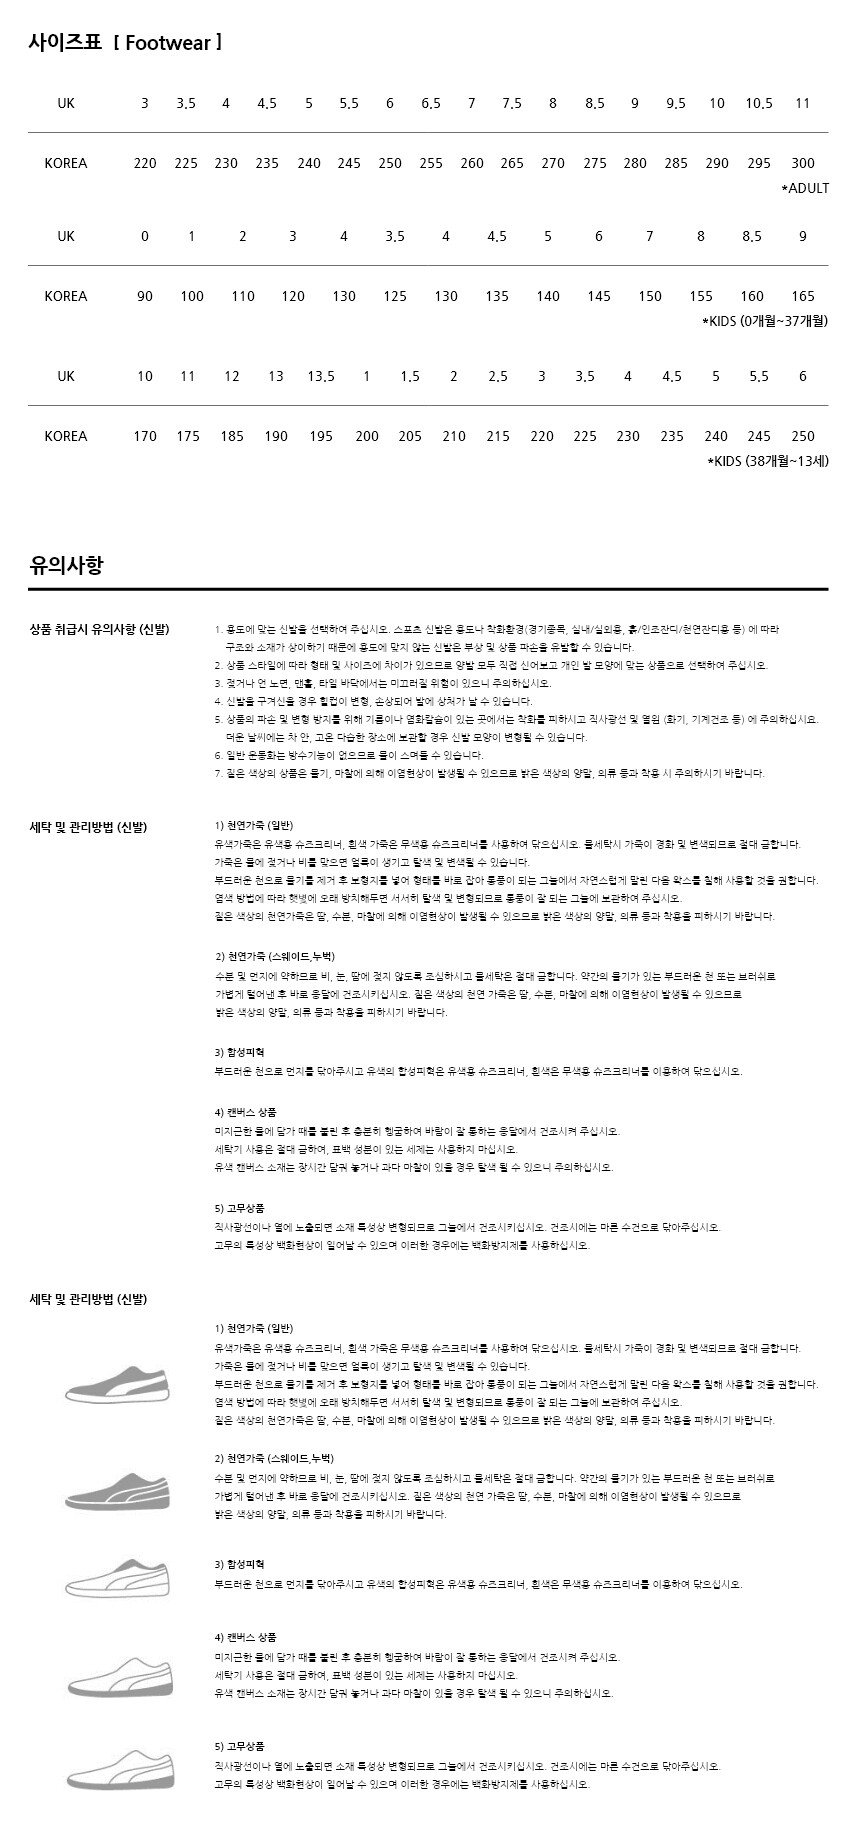 사이즈표 [ Footwear ]
UK 3 3.5 4 4.5 5 5.5 6 6.5 7 7.5 8 8.5 9 9.5 10 10.5 11
KOREA 220 225 230 235 240 245 250 255 260 265 270 275 280 285 290 295 300
*ADULT
UK 0 1 2 3 4 3.5 4 4.5 5 6 7 8 8.5 9
KOREA 90 100 110 120 130 125 130 135 140 145 150 155 160 165
*KIDS (0개월~37개월)
UK 10 11 12 13 13.5 1 1.5 2 2.5 3 3.5 4 4.5 5 5.5 6
KOREA 170 175 185 190 195 200 205 210 215 220 225 230 235 240 245 250
*KIDS (38개월~13세)
유의사항
상품 취급시 유의사항 (신발)
1. 용도에 맞는 신발을 선택하여 주십시오. 스포츠 신발은 용도나 착화환경(경기종목, 실내/실외용, 흙/인조잔디/천연잔디용 등) 에 따라
구조와 소재가 상이하기 때문에 용도에 맞지 않는 신발은 부상 및 상품 파손을 유발할 수 있습니다.
2. 상품 스타일에 따라 형태 및 사이즈에 차이가 있으므로 양발 모두 직접 신어보고 개인 발 모양에 맞는 상품으로 선택하여 주십시오.
3. 젖거나 언 노면, 맨홀, 타일 바닥에서는 미끄러질 위험이 있으니 주의하십시오.
4. 신발을 구겨신을 경우 힐컵이 변형, 손상되어 발에 상처가 날 수 있습니다.
5. 상품의 파손 및 변형 방지를 위해 기름이나 염화칼슘이 있는 곳에서는 착화를 피하시고 직사광선 및 열원 (화기, 기계건조 등) 에 주의하십시요.
더운 날씨에는 차 안, 고온 다습한 장소에 보관할 경우 신발 모양이 변형될 수 있습니다.
6. 일반 운동화는 방수기능이 없으므로 물이 스며들 수 있습니다.
7. 짙은 색상의 상품은 물기, 마찰에 의해 이염현상이 발생될 수 있으므로 밝은 색상의 양말, 의류 등과 착용 시 주의하시기 바랍니다.
세탁 및 관리방법 (신발)
1) 천연가죽 (일반)
유색가죽은 유색용 슈즈크리너, 흰색 가죽은 무색용 슈즈크리너를 사용하여 닦으십시오. 물세탁시 가죽이 경화 및 변색되므로 절대 금합니다.
가죽은 물에 젖거나 비를 맞으면 얼룩이 생기고 탈색 및 변색될 수 있습니다.
부드러운 천으로 물기를 제거 후 보형지를 넣어 형태를 바로 잡아 통풍이 되는 그늘에서 자연스럽게 말린 다음 왁스를 칠해 사용할 것을 권합니다.
염색 방법에 따라 햇빛에 오래 방치해두면 서서히 탈색 및 변형되므로 통풍이 잘 되는 그늘에 보관하여 주십시오.
짙은 색상의 천연가죽은 땀, 수분, 마찰에 의해 이염현상이 발생될 수 있으므로 밝은 색상의 양말, 의류 등과 착용을 피하시기 바랍니다.
2) 천연가죽 (스웨이드,누벅)
수분 및 먼지에 약하므로 비, 눈, 땀에 젖지 않도록 조심하시고 물세탁은 절대 금합니다. 약간의 물기가 있는 부드러운 천 또는 브러쉬로
가볍게 털어낸 후 바로 응달에 건조시키십시오. 짙은 색상의 천연 가죽은 땀, 수분, 마찰에 의해 이염현상이 발생될 수 있으므로
밝은 색상의 양말, 의류 등과 착용을 피하시기 바랍니다.
3) 합성피혁
부드러운 천으로 먼지를 닦아주시고 유색의 합성피혁은 유색용 슈즈크리너, 흰색은 무색용 슈즈크리너를 이용하여 닦으십시오.
4) 캔버스 상품
미지근한 물에 담가 때를 불린 후 충분히 헹굼하여 바람이 잘 통하는 응달에서 건조시켜 주십시오.
세탁기 사용은 절대 금하며, 표백 성분이 있는 세제는 사용하지 마십시오.
유색 캔버스 소재는 장시간 담궈 놓거나 과다 마찰이 있을 경우 탈색 될 수 있으니 주의하십시오.
5) 고무상품
직사광선이나 열에 노출되면 소재 특성상 변형되므로 그늘에서 건조시키십시오. 건조시에는 마른 수건으로 닦아주십시오.
고무의 특성상 백화현상이 일어날 수 있으며 이러한 경우에는 백화방지제를 사용하십시오.
세탁 및 관리방법 (신발)
1) 천연가죽 (일반)
유색가죽은 유색용 슈즈크리너, 흰색 가죽은 무색용 슈즈크리너를 사용하여 닦으십시오. 물세탁시 가죽이 경화 및 변색되므로 절대 금합니다.
가죽은 물에 젖거나 비를 맞으면 얼룩이 생기고 탈색 및 변색될 수 있습니다.
부드러운 천으로 물기를 제거 후 보형지를 넣어 형태를 바로 잡아 통풍이 되는 그늘에서 자연스럽게 말린 다음 왁스를 칠해 사용할 것을 권합니다.
염색 방법에 따라 햇빛에 오래 방치해두면 서서히 탈색 및 변형되므로 통풍이 잘 되는 그늘에 보관하여 주십시오.
짙은 색상의 천연가죽은 땀, 수분, 마찰에 의해 이염현상이 발생될 수 있으므로 밝은 색상의 양말, 의류 등과 착용을 피하시기 바랍니다.
2) 천연가죽 (스웨이드,누벅)
수분 및 먼지에 약하므로 비, 눈, 땀에 젖지 않도록 조심하시고 물세탁은 절대 금합니다. 약간의 물기가 있는 부드러운 천 또는 브러쉬로
가볍게 털어낸 후 바로 응달에 건조시키십시오. 짙은 색상의 천연 가죽은 땀, 수분, 마찰에 의해 이염현상이 발생될 수 있으므로
밝은 색상의 양말, 의류 등과 착용을 피하시기 바랍니다.
3) 합성피혁
부드러운 천으로 먼지를 닦아주시고 유색의 합성피혁은 유색용 슈즈크리너, 흰색은 무색용 슈즈크리너를 이용하여 닦으십시오.
4) 캔버스 상품
미지근한 물에 담가 때를 불린 후 충분히 헹굼하여 바람이 잘 통하는 응달에서 건조시켜 주십시오.
세탁기 사용은 절대 금하며, 표백 성분이 있는 세제는 사용하지 마십시오.
유색 캔버스 소재는 장시간 담궈 놓거나 과다 마찰이 있을 경우 탈색 될 수 있으니 주의하십시오.
5) 고무상품
직사광선이나 열에 노출되면 소재 특성상 변형되므로 그늘에서 건조시키십시오. 건조시에는 마른 수건으로 닦아주십시오.
고무의 특성상 백화현상이 일어날 수 있으며 이러한 경우에는 백화방지제를 사용하십시오.